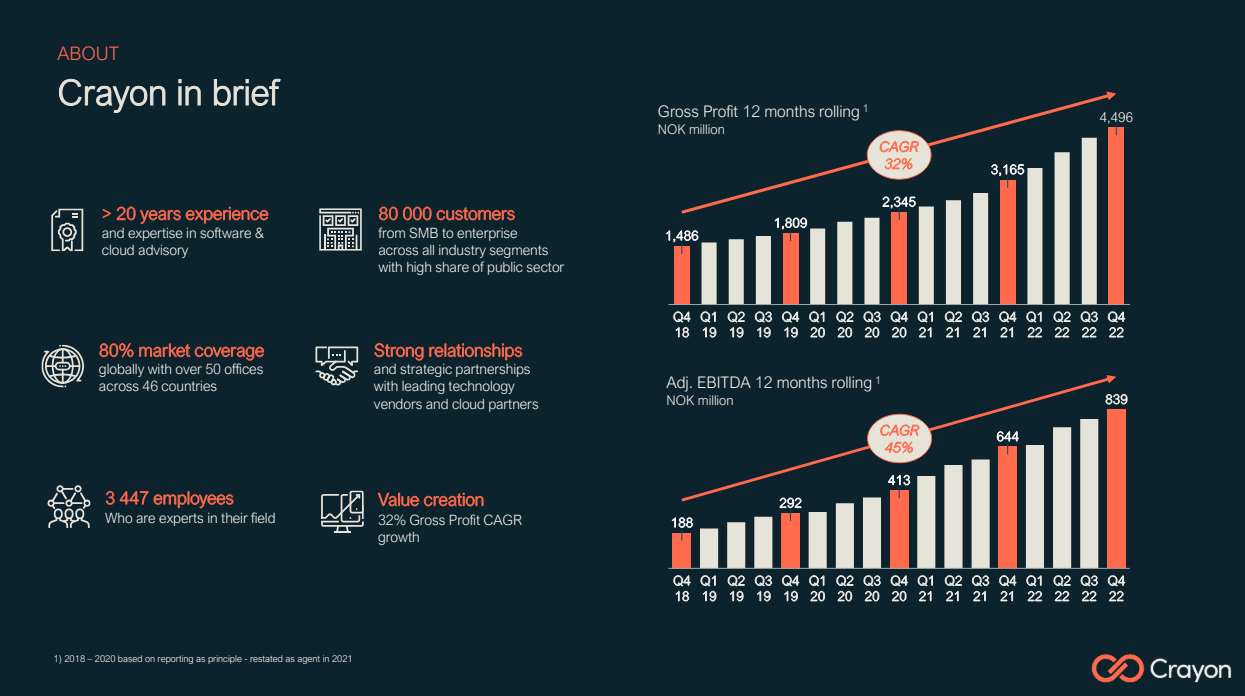 ABOUT
Crayon in brief
> 20 years experience
and expertise in software &
cloud advisory
80 000 customers
from SMB to enterprise
across all industry segments
with high share of public sector
80% market coverage
globally with over 50 offices
across 46 countries
Strong relationships
and strategic partnerships
with leading technology
vendors and cloud partners
3 447 employees
Who are experts in their field
Value creation
32% Gross Profit CAGR
growth
Gross Profit 12 months rolling 1
NOK million
CAGR
32%
1,486
1,809
2,345
3,165
4,496
Q4 Q1 Q2 Q3 Q4 Q1 Q2 Q3 Q4 Q1 Q2 Q3 Q4 Q1 Q2 Q3 Q4
18 19 19 19 19 20 20 20 20 21 21 21 21 22 22 22 22
Adj. EBITDA 12 months rolling 1
NOK million
CAGR
45%
188
292
413
644
839
Q4 Q1 Q2 Q3 Q4 Q1 Q2 Q3 Q4 Q1 Q2 Q3 Q4 Q1 Q2 Q3 Q4
18 19 19 19 19 20 20 20 20 21 21 21 21 22 22 22 22
1) 2018 – 2020 based on reporting as principle - restated as agent in 2021
Crayon